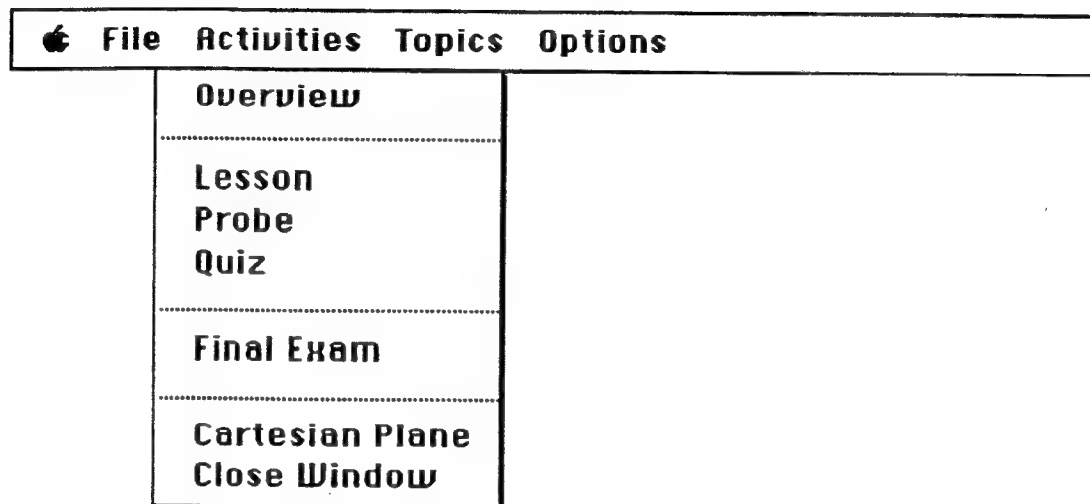 File Activities Topics Options
Overview
Lesson
Probe
Quiz
Final Exam
Cartesian Plane
Close Window